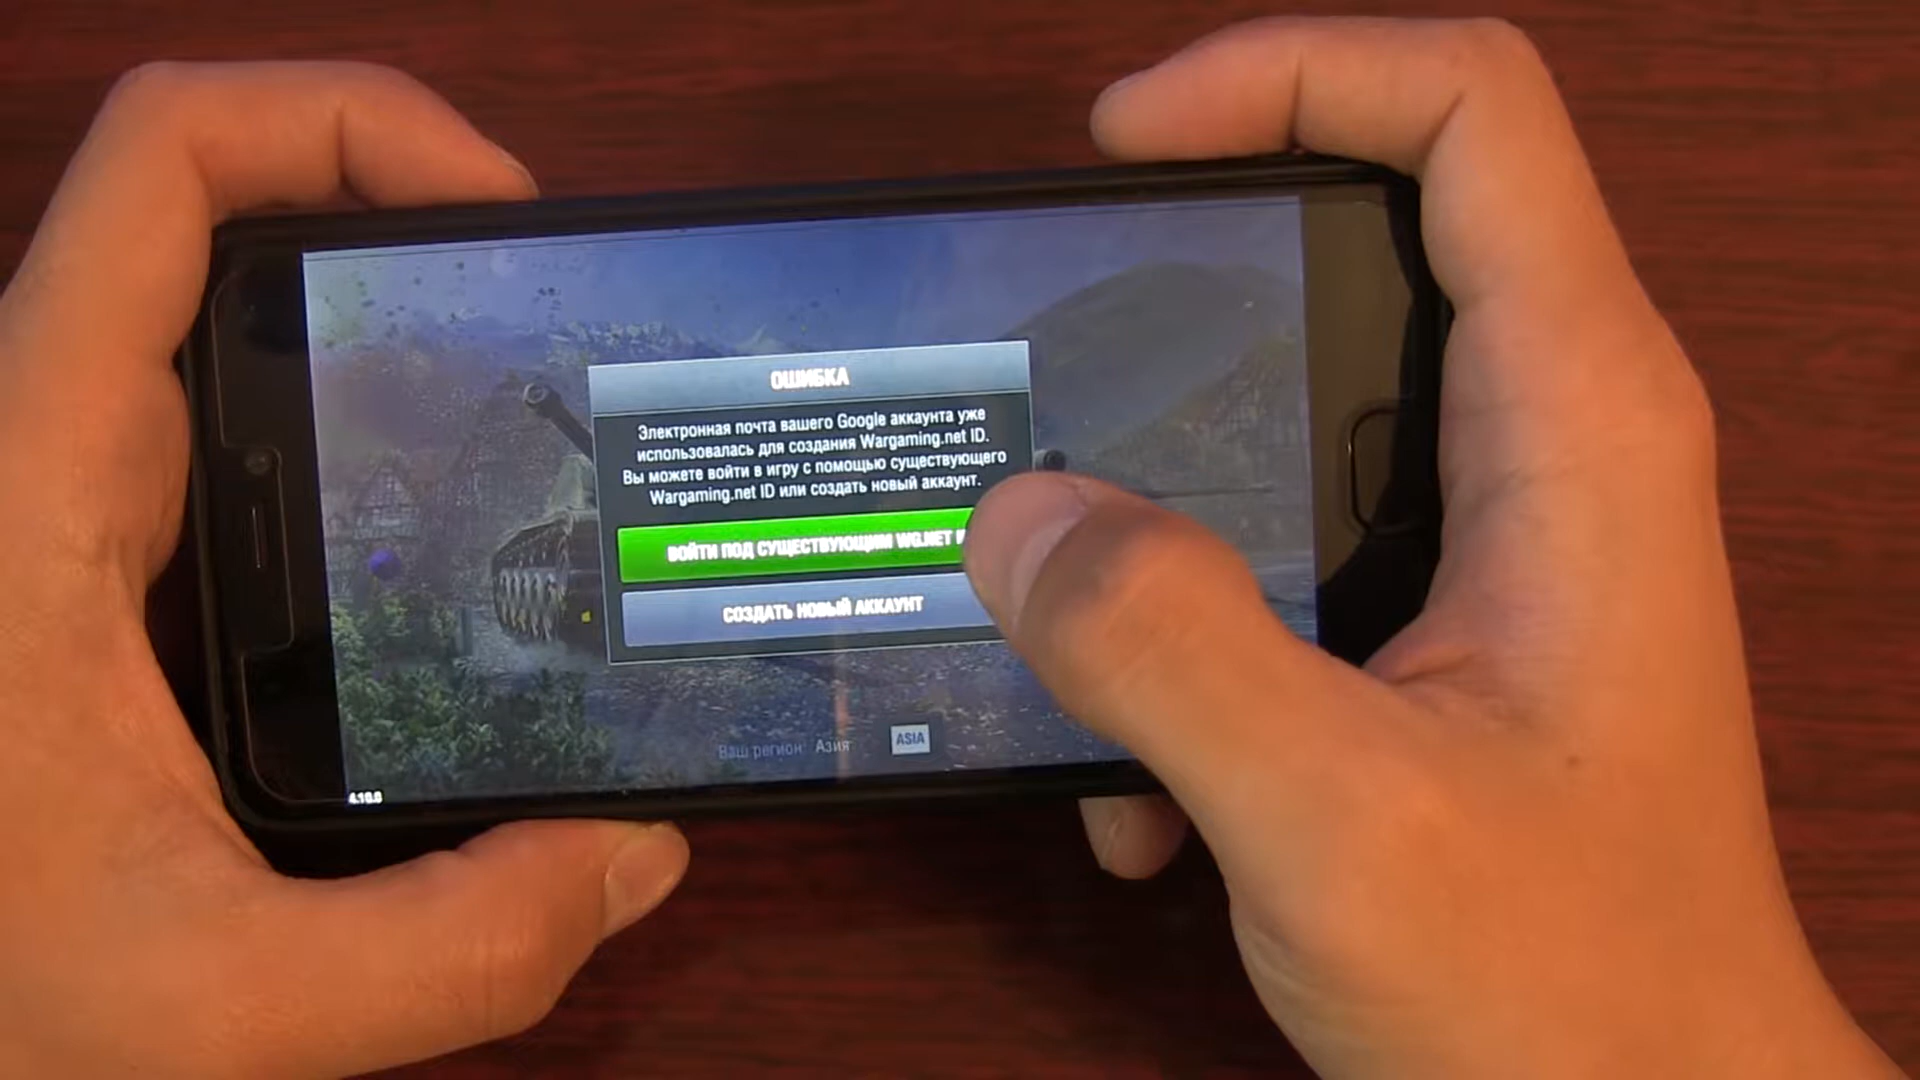 ОШИБКА
Электронная почта вашего Google аккаунта уже
использовалась для создания Wargaming.net ID.
Вы можете войти в игру с помощью существующего
Wargaming.net ID или создать новый аккаунт.
ВОЙТИ ПОД СУЩЕСТВУЮЩИМ WG.NET
СОЗДАТЬ НОВЫЙ АККАУНТ
Ваш регион: Азия
ASIA